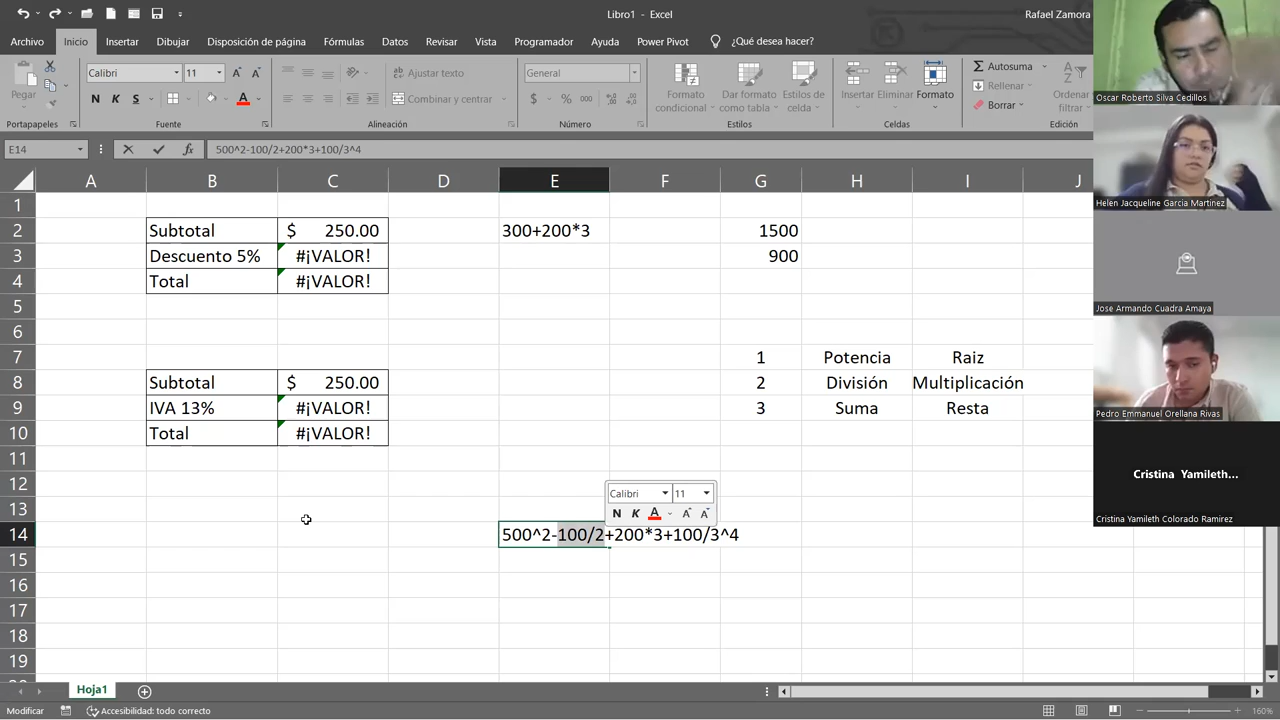 Libro1 - Excel
Rafael Zamora
Archivo Inicio Insertar Dibujar Disposición de página Fórmulas Datos Revisar Vista Programador Ayuda Power Pivot ¿Qué desea hacer?
Pegar
Calibri 11
N K S
Ajustar texto
Combinar y centrar
General
$ % 000
Formato condicional
Dar formato como tabla
Estilos de celda
Insertar Eliminar Formato
Autosuma
Rellenar
Borrar
Ordenar
filtrar
Portapapeles Fuente Alineación Número Estilos Celdas Edición
E14 fx 500^2-100/2+200*3+100/3^4
A B C D E F G H I J
1
2 Subtotal $ 250.00 300+200*3 1500
3 Descuento 5% #¡VALOR! 900
4 Total #¡VALOR!
5
6
7 1 Potencia Raiz
8 Subtotal $ 250.00 2 División Multiplicación
9 IVA 13% #¡VALOR! 3 Suma Resta
10 Total #¡VALOR!
11
12
13
Calibri 11
N K A A A
14 500^2-100/2+200*3+100/3^4
15
16
17
18
19
Hoja1
Modificar Accesibilidad: todo correcto 160%
Oscar Roberto Silva Cedillos
Helen Jacqueline Garcia Martinez
Jose Armando Cuadra Amaya
Pedro Emmanuel Orellana Rivas
Cristina Yamileth...
Cristina Yamileth Colorado Ramirez